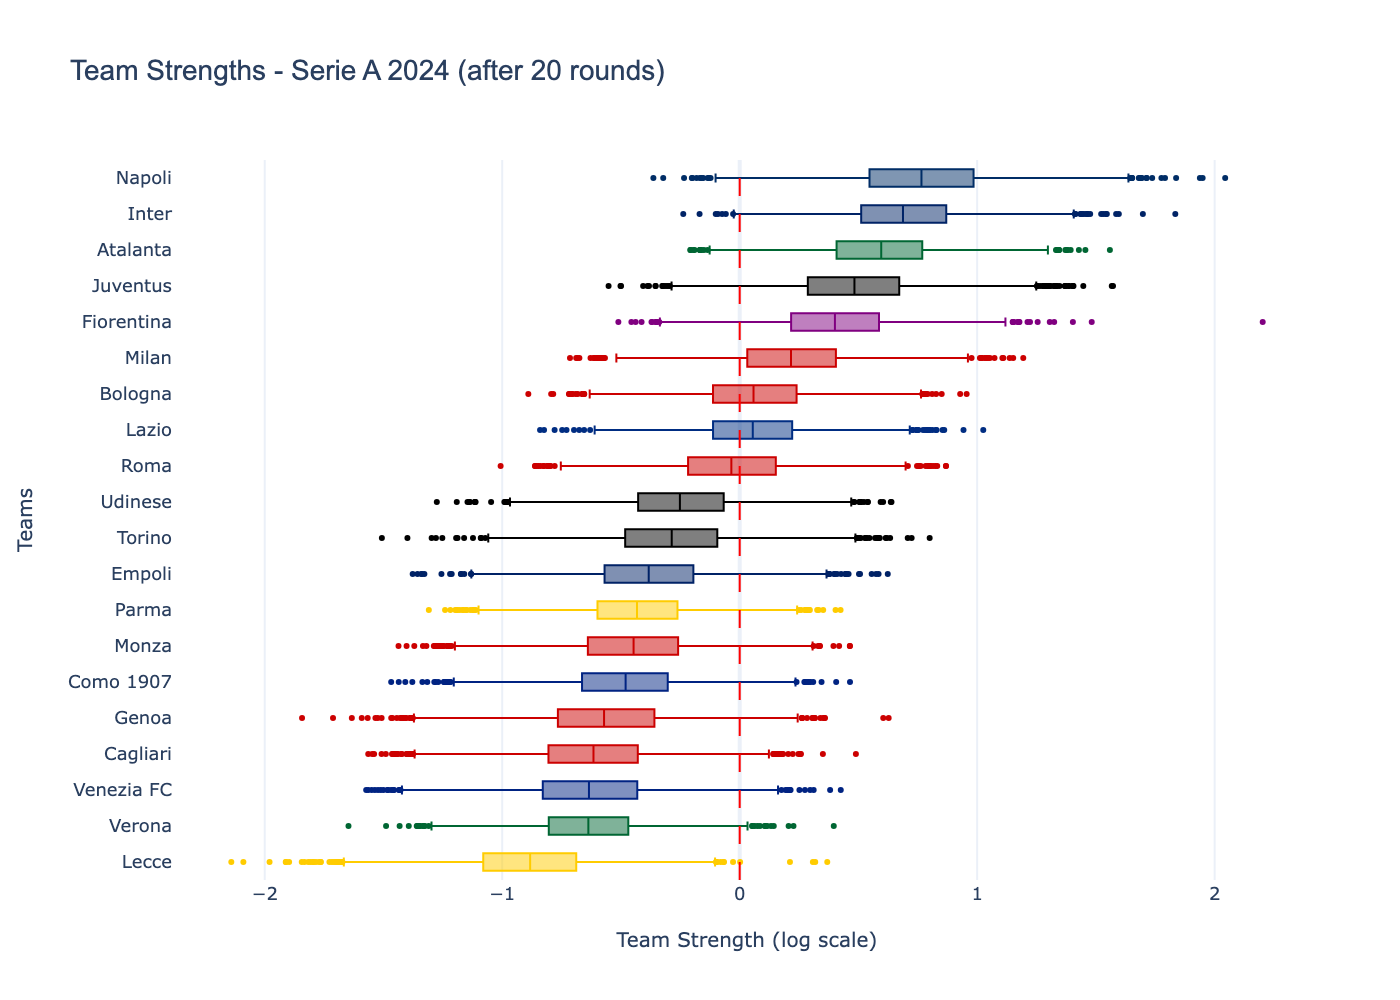 Team Strengths - Serie A 2024 (after 20 rounds)
Teams
Napoli
Inter
Atalanta
Juventus
Fiorentina
Milan
Bologna
Lazio
Roma
Udinese
Torino
Empoli
Parma
Monza
Como 1907
Genoa
Cagliari
Venezia FC
Verona
Lecce
−2 −1 0 1 2
Team Strength (log scale)